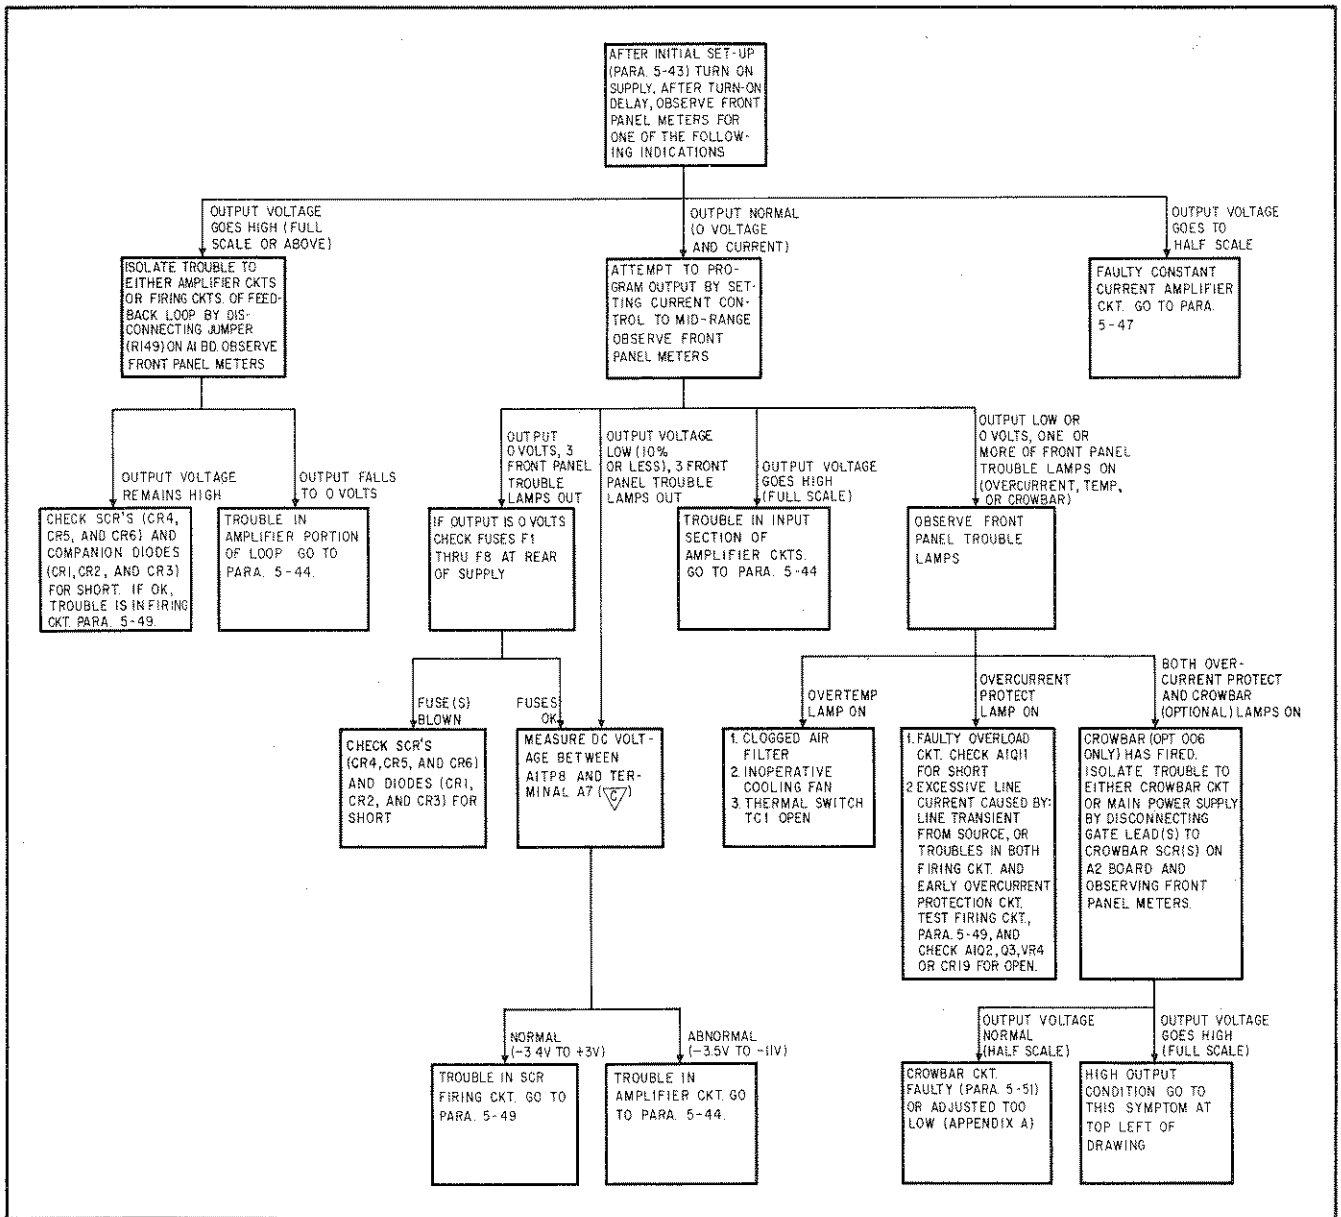 AFTER INITIAL SET-UP
(PARA. 5-43) TURN ON
SUPPLY. AFTER TURN-ON
DELAY, OBSERVE FRONT
PANEL METERS FOR
ONE OF THE FOLLOW-
ING INDICATIONS
OUTPUT VOLTAGE
GOES HIGH (FULL
SCALE OR ABOVE)
OUTPUT NORMAL
(0 VOLTAGE
AND CURRENT)
OUTPUT VOLTAGE
GOES TO
HALF SCALE
ISOLATE TROUBLE TO
EITHER AMPLIFIER CKTS
OR FIRING CKTS. OF FEED-
BACK LOOP BY DIS-
CONNECTING JUMPER
(R149) ON A1 BD. OBSERVE
FRONT PANEL METERS
ATTEMPT TO PRO-
GRAM OUTPUT BY SET-
TING CURRENT CON-
TROL TO MID-RANGE
OBSERVE FRONT
PANEL METERS
FAULTY CONSTANT
CURRENT AMPLIFIER
CKT. GO TO PARA.
5-47
OUTPUT VOLTAGE
REMAINS HIGH
OUTPUT FALLS
TO 0 VOLTS
OUTPUT
0 VOLTS, 3
FRONT PANEL
TROUBLE
LAMPS OUT
OUTPUT VOLTAGE
LOW (10%
OR LESS), 3 FRONT
PANEL TROUBLE
LAMPS OUT
OUTPUT VOLTAGE
GOES HIGH
(FULL SCALE)
OUTPUT LOW OR
0 VOLTS, ONE OR
MORE OF FRONT PANEL
TROUBLE LAMPS ON
(OVERCURRENT, TEMP,
OR CROWBAR)
CHECK SCR'S (CR4,
CR5, AND CR6) AND
COMPANION DIODES
(CR1, CR2, AND CR3)
FOR SHORT. IF OK,
TROUBLE IS IN FIRING
CKT. PARA. 5-49.
TROUBLE IN
AMPLIFIER PORTION
OF LOOP GO TO
PARA. 5-44.
IF OUTPUT IS 0 VOLTS
CHECK FUSES F1
THRU F8 AT REAR
OF SUPPLY
TROUBLE IN INPUT
SECTION OF
AMPLIFIER CKTS.
GO TO PARA. 5-44
OBSERVE FRONT
PANEL TROUBLE
LAMPS
FUSE(S)
BLOWN
FUSES
OK
OVERTEMP
LAMP ON
OVERCURRENT
PROTECT
LAMP ON
BOTH OVER-
CURRENT PROTECT
AND CROWBAR
(OPTIONAL) LAMPS ON
CHECK SCR'S
(CR4, CR5, AND CR6)
AND DIODES (CR1,
CR2, AND CR3) FOR
SHORT
MEASURE DC VOLT-
AGE BETWEEN
A1TP8 AND TER-
MINAL A7 (C)
1. CLOGGED AIR
FILTER
2. INOPERATIVE
COOLING FAN
3. THERMAL SWITCH
TC1 OPEN
1. FAULTY OVERLOAD
CKT. CHECK A1Q11
FOR SHORT
2 EXCESSIVE LINE
CURRENT CAUSED BY:
LINE TRANSIENT
FROM SOURCE, OR
TROUBLES IN BOTH
FIRING CKT. AND
EARLY OVERCURRENT
PROTECTION CKT.
TEST FIRING CKT.,
PARA. 5-49, AND
CHECK A1Q2, Q3, VR4
OR CR19 FOR OPEN.
CROWBAR (OPT 006
ONLY) HAS FIRED.
ISOLATE TROUBLE TO
EITHER CROWBAR CKT
OR MAIN POWER SUPPLY
BY DISCONNECTING
GATE LEAD(S) TO
CROWBAR SCR(S) ON
A2 BOARD AND
OBSERVING FRONT
PANEL METERS.
NORMAL
(-3 4V TO +3V)
ABNORMAL
(-3.5V TO -11V)
OUTPUT VOLTAGE
NORMAL
(HALF SCALE)
OUTPUT VOLTAGE
GOES HIGH
(FULL SCALE)
TROUBLE IN SCR
FIRING CKT. GO TO
PARA. 5-49
TROUBLE IN
AMPLIFIER CKT. GO
TO PARA. 5-44.
CROWBAR CKT.
FAULTY (PARA. 5-51)
OR ADJUSTED TOO
LOW (APPENDIX A)
HIGH OUTPUT
CONDITION GO TO
THIS SYMPTOM AT
TOP LEFT OF
DRAWING